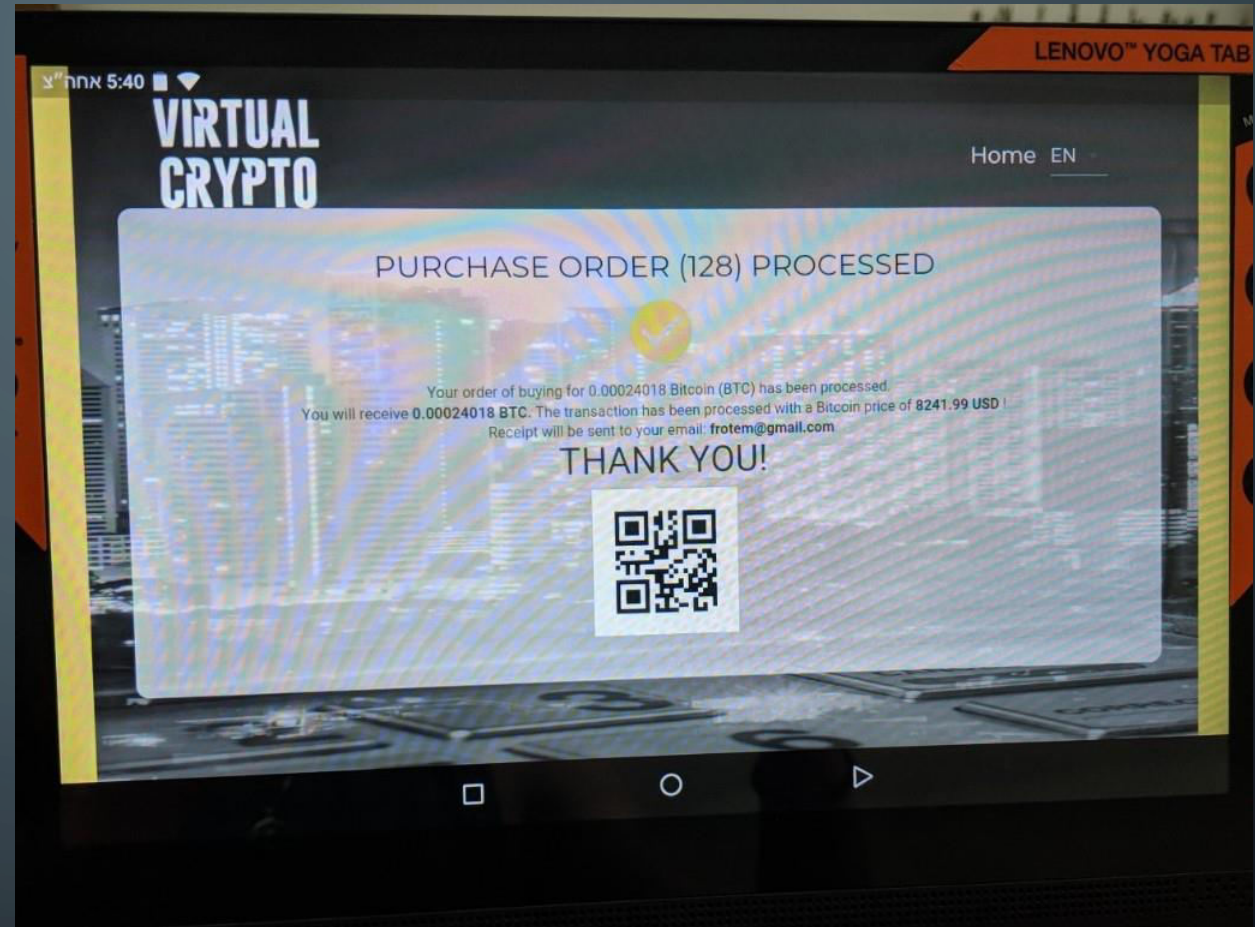 LENOVO™ YOGA TAB
5:40 אחה״צ
VIRTUAL
CRYPTO
Home EN
PURCHASE ORDER (128) PROCESSED
Your order of buying for 0.00024018 Bitcoin (BTC) has been processed.
You will receive 0.00024018 BTC. The transaction has been processed with a Bitcoin price of 8241.99 USD !
Receipt will be sent to your email: frotem@gmail.com
THANK YOU!